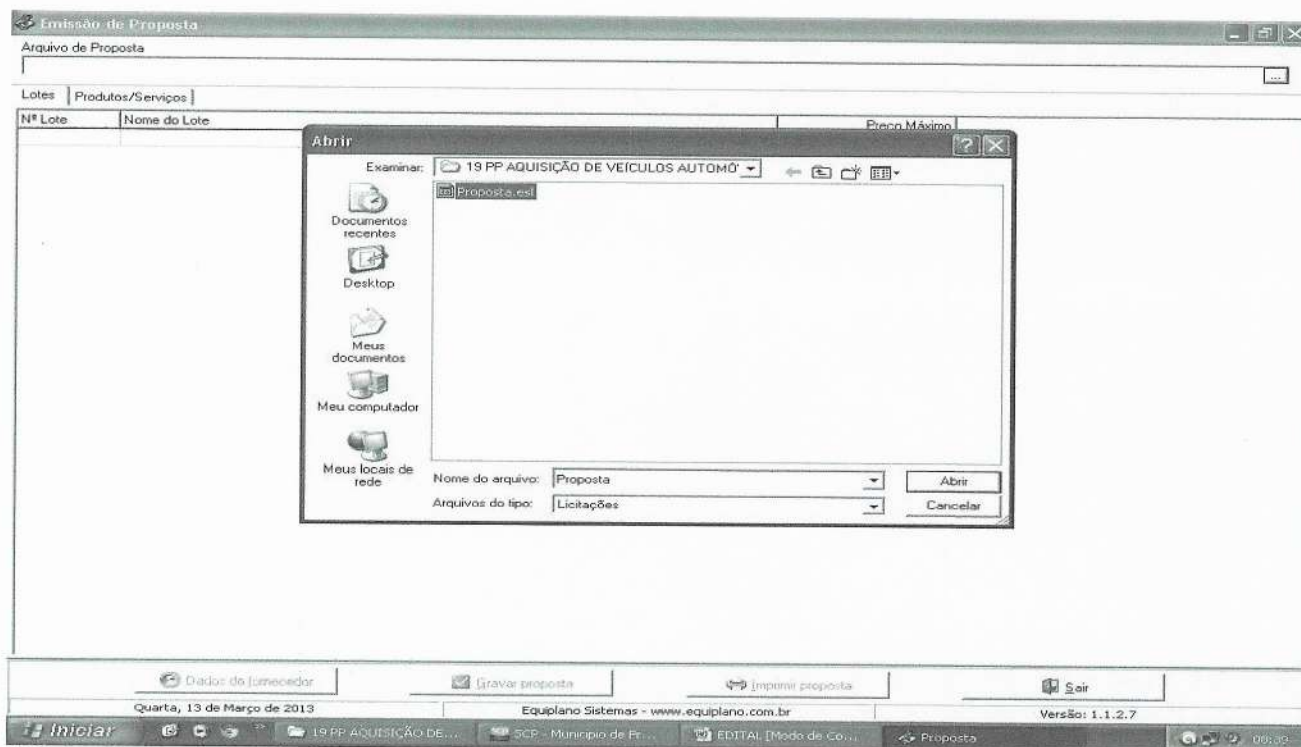 Emissão de Proposta
Arquivo de Proposta
...
Lotes Produtos/Serviços
Nº Lote Nome do Lote Preço Máximo
Abrir
Examinar: 19 PP AQUISIÇÃO DE VEÍCULOS AUTOMÔ'
Proposta.esl
Documentos
recentes
Desktop
Meus
documentos
Meu computador
Meus locais de
rede
Nome do arquivo: Proposta Abrir
Arquivos do tipo: Licitações Cancelar
Dados do fornecedor Gravar proposta Imprimir proposta Sair
Quarta, 13 de Março de 2013 Equiplano Sistemas - www.equiplano.com.br Versão: 1.1.2.7
Iniciar 19 PP AQUISIÇÃO DE... SCP - Municipio de Pr... EDITAL [Modo de Co... Proposta 08:39